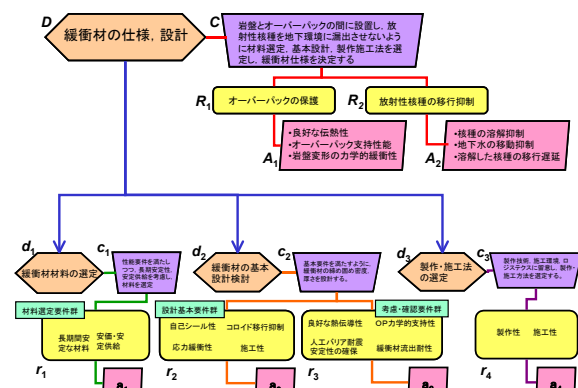 D
緩衝材の仕様，設計
C
岩盤とオーバーパックの間に設置し，放
射性核種を地下環境に漏出させないよう
に材料選定，基本設計，製作施工法を選
定し，緩衝材仕様を決定する
R1
オーバーパックの保護
R2
放射性核種の移行抑制
A1
・良好な伝熱性
・オーバーパック支持性能
・岩盤変形の力学的緩衝性
A2
・核種の溶解抑制
・地下水の移動抑制
・溶解した核種の移行遅延
d1
緩衝材材料の選定
c1
性能要件を満たし
つつ，長期安定性，
安定供給を考慮し，
材料を選定
d2
緩衝材の基本
設計検討
c2
基本要件を満たすように，
緩衝材の締め固め密度，
厚さを設計する。
d3
製作・施工法
の選定
c3
製作技術，施工環境，ロ
ジステクスに留意し，製作・
施工方法を選定する。
材料選定要件群
長期間安
定な材料
安価・安
定供給
r1
a1
設計基本要件群
自己シール性
コロイド移行抑制
応力緩衝性
施工性
r2
考慮・確認要件群
良好な熱伝導性
OP力学的支持性
人工バリア耐震
安定性の確保
緩衝材流出耐性
r3
製作性
施工性
r4